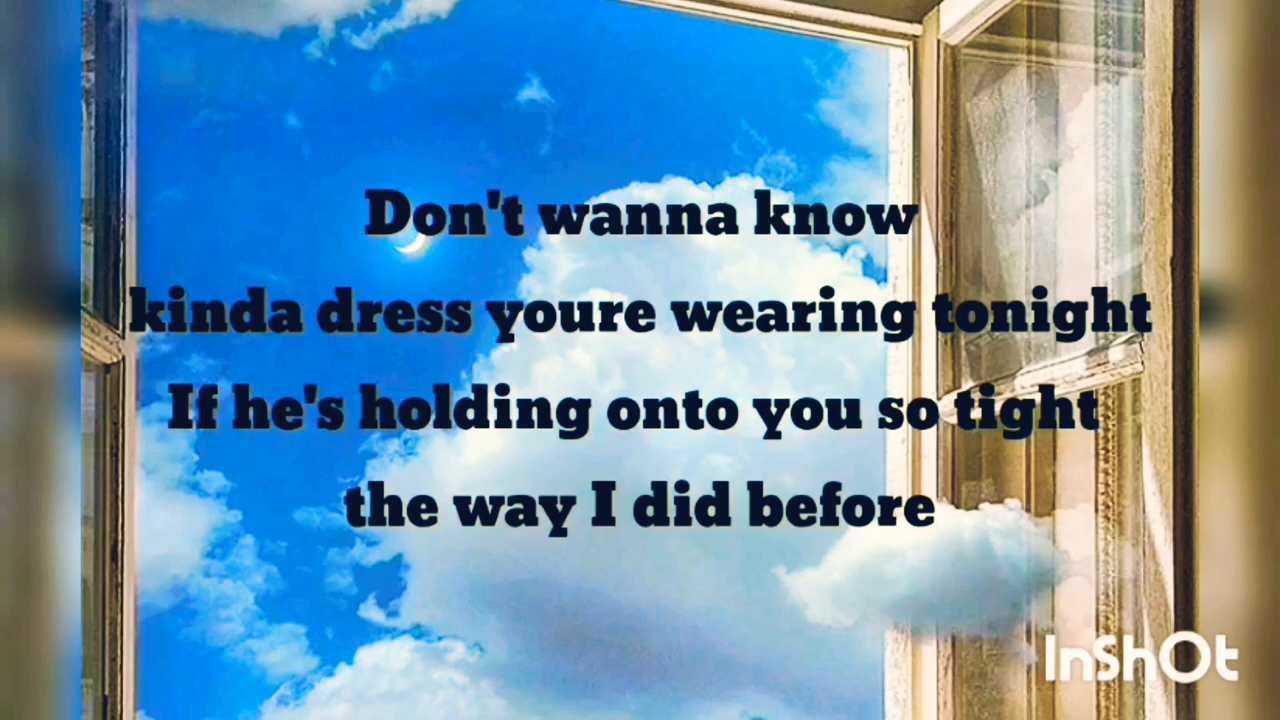 Don't wanna know
kinda dress youre wearing tonight
If he's holding onto you so tight
the way I did before
InShOt